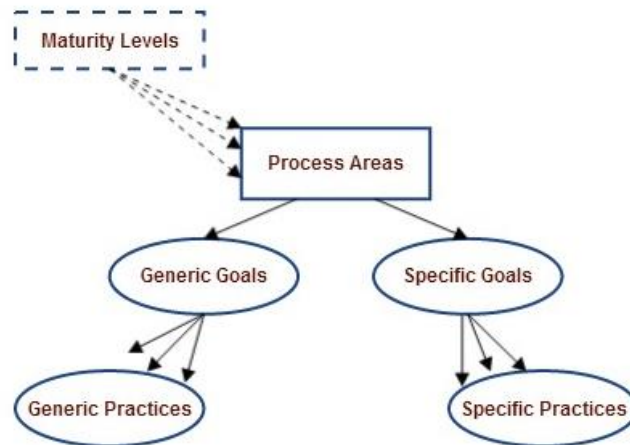 Maturity Levels
Process Areas
Generic Goals
Specific Goals
Generic Practices
Specific Practices